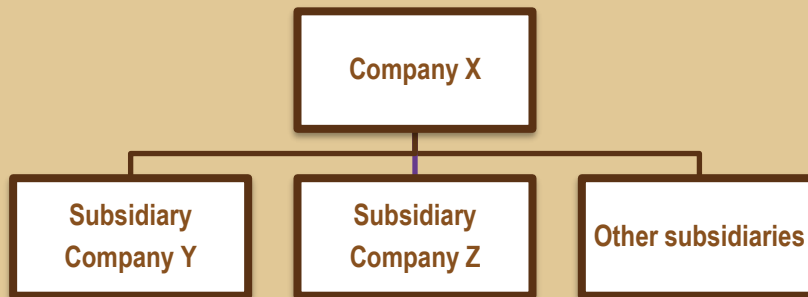 Company X
Subsidiary
Company Y
Subsidiary
Company Z
Other subsidiaries